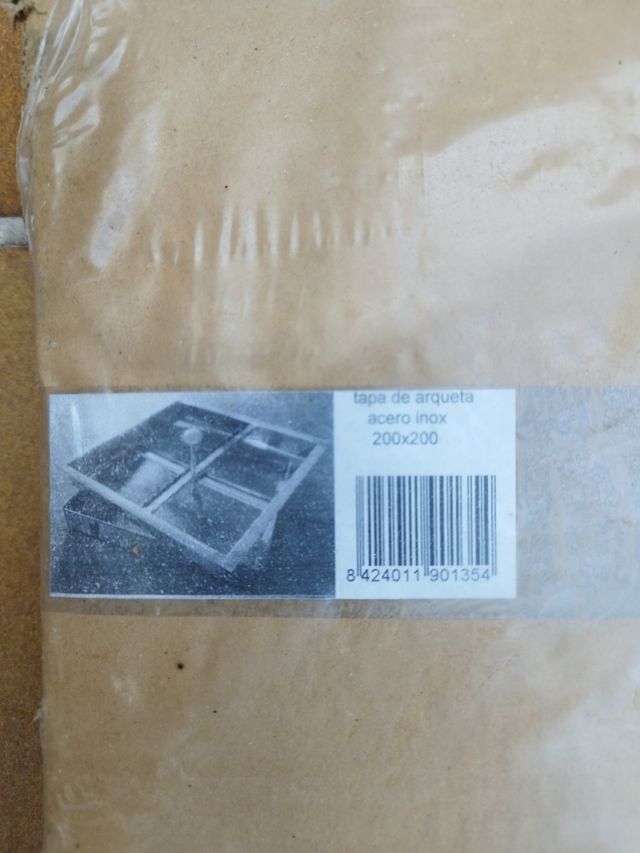 tapa de arqueta
acero inox
200x200
8 424011 901354